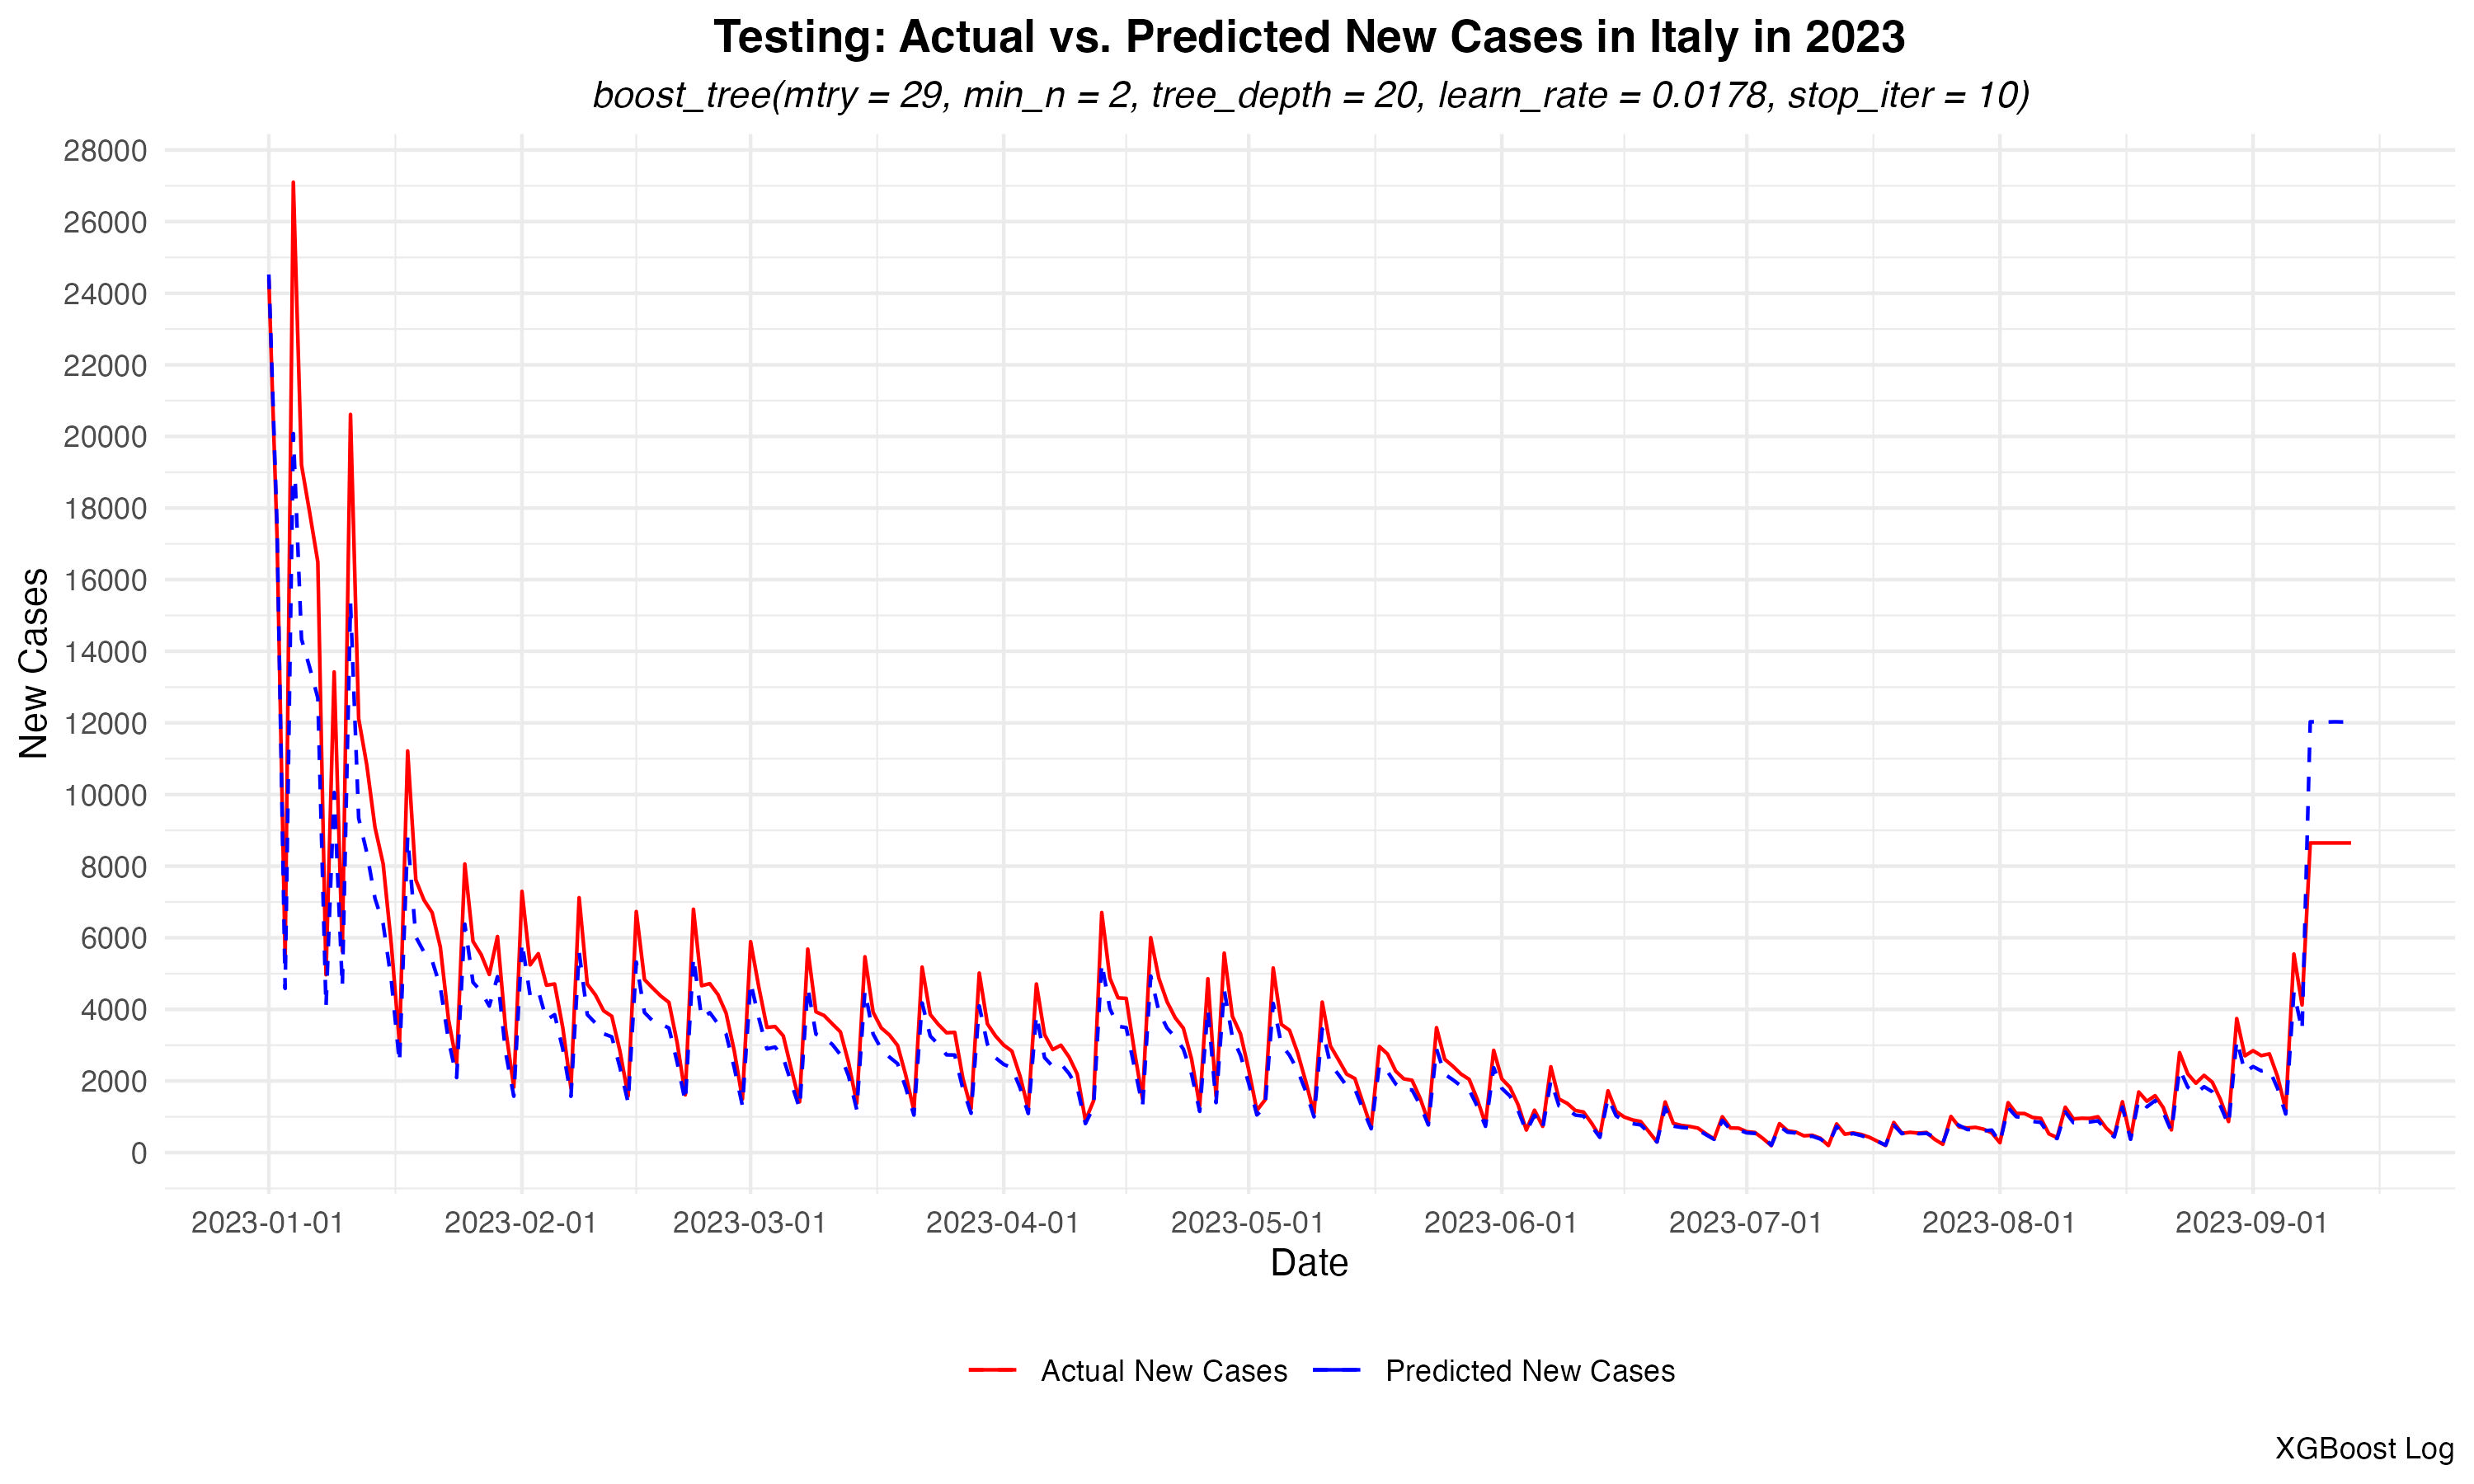 Testing: Actual vs. Predicted New Cases in Italy in 2023
boost_tree(mtry = 29, min_n = 2, tree_depth = 20, learn_rate = 0.0178, stop_iter = 10)
28000
26000
24000
22000
20000
18000
16000
14000
12000
10000
8000
6000
4000
2000
0
New Cases
2023-01-01 2023-02-01 2023-03-01 2023-04-01 2023-05-01 2023-06-01 2023-07-01 2023-08-01 2023-09-01
Date
Actual New Cases Predicted New Cases
XGBoost Log